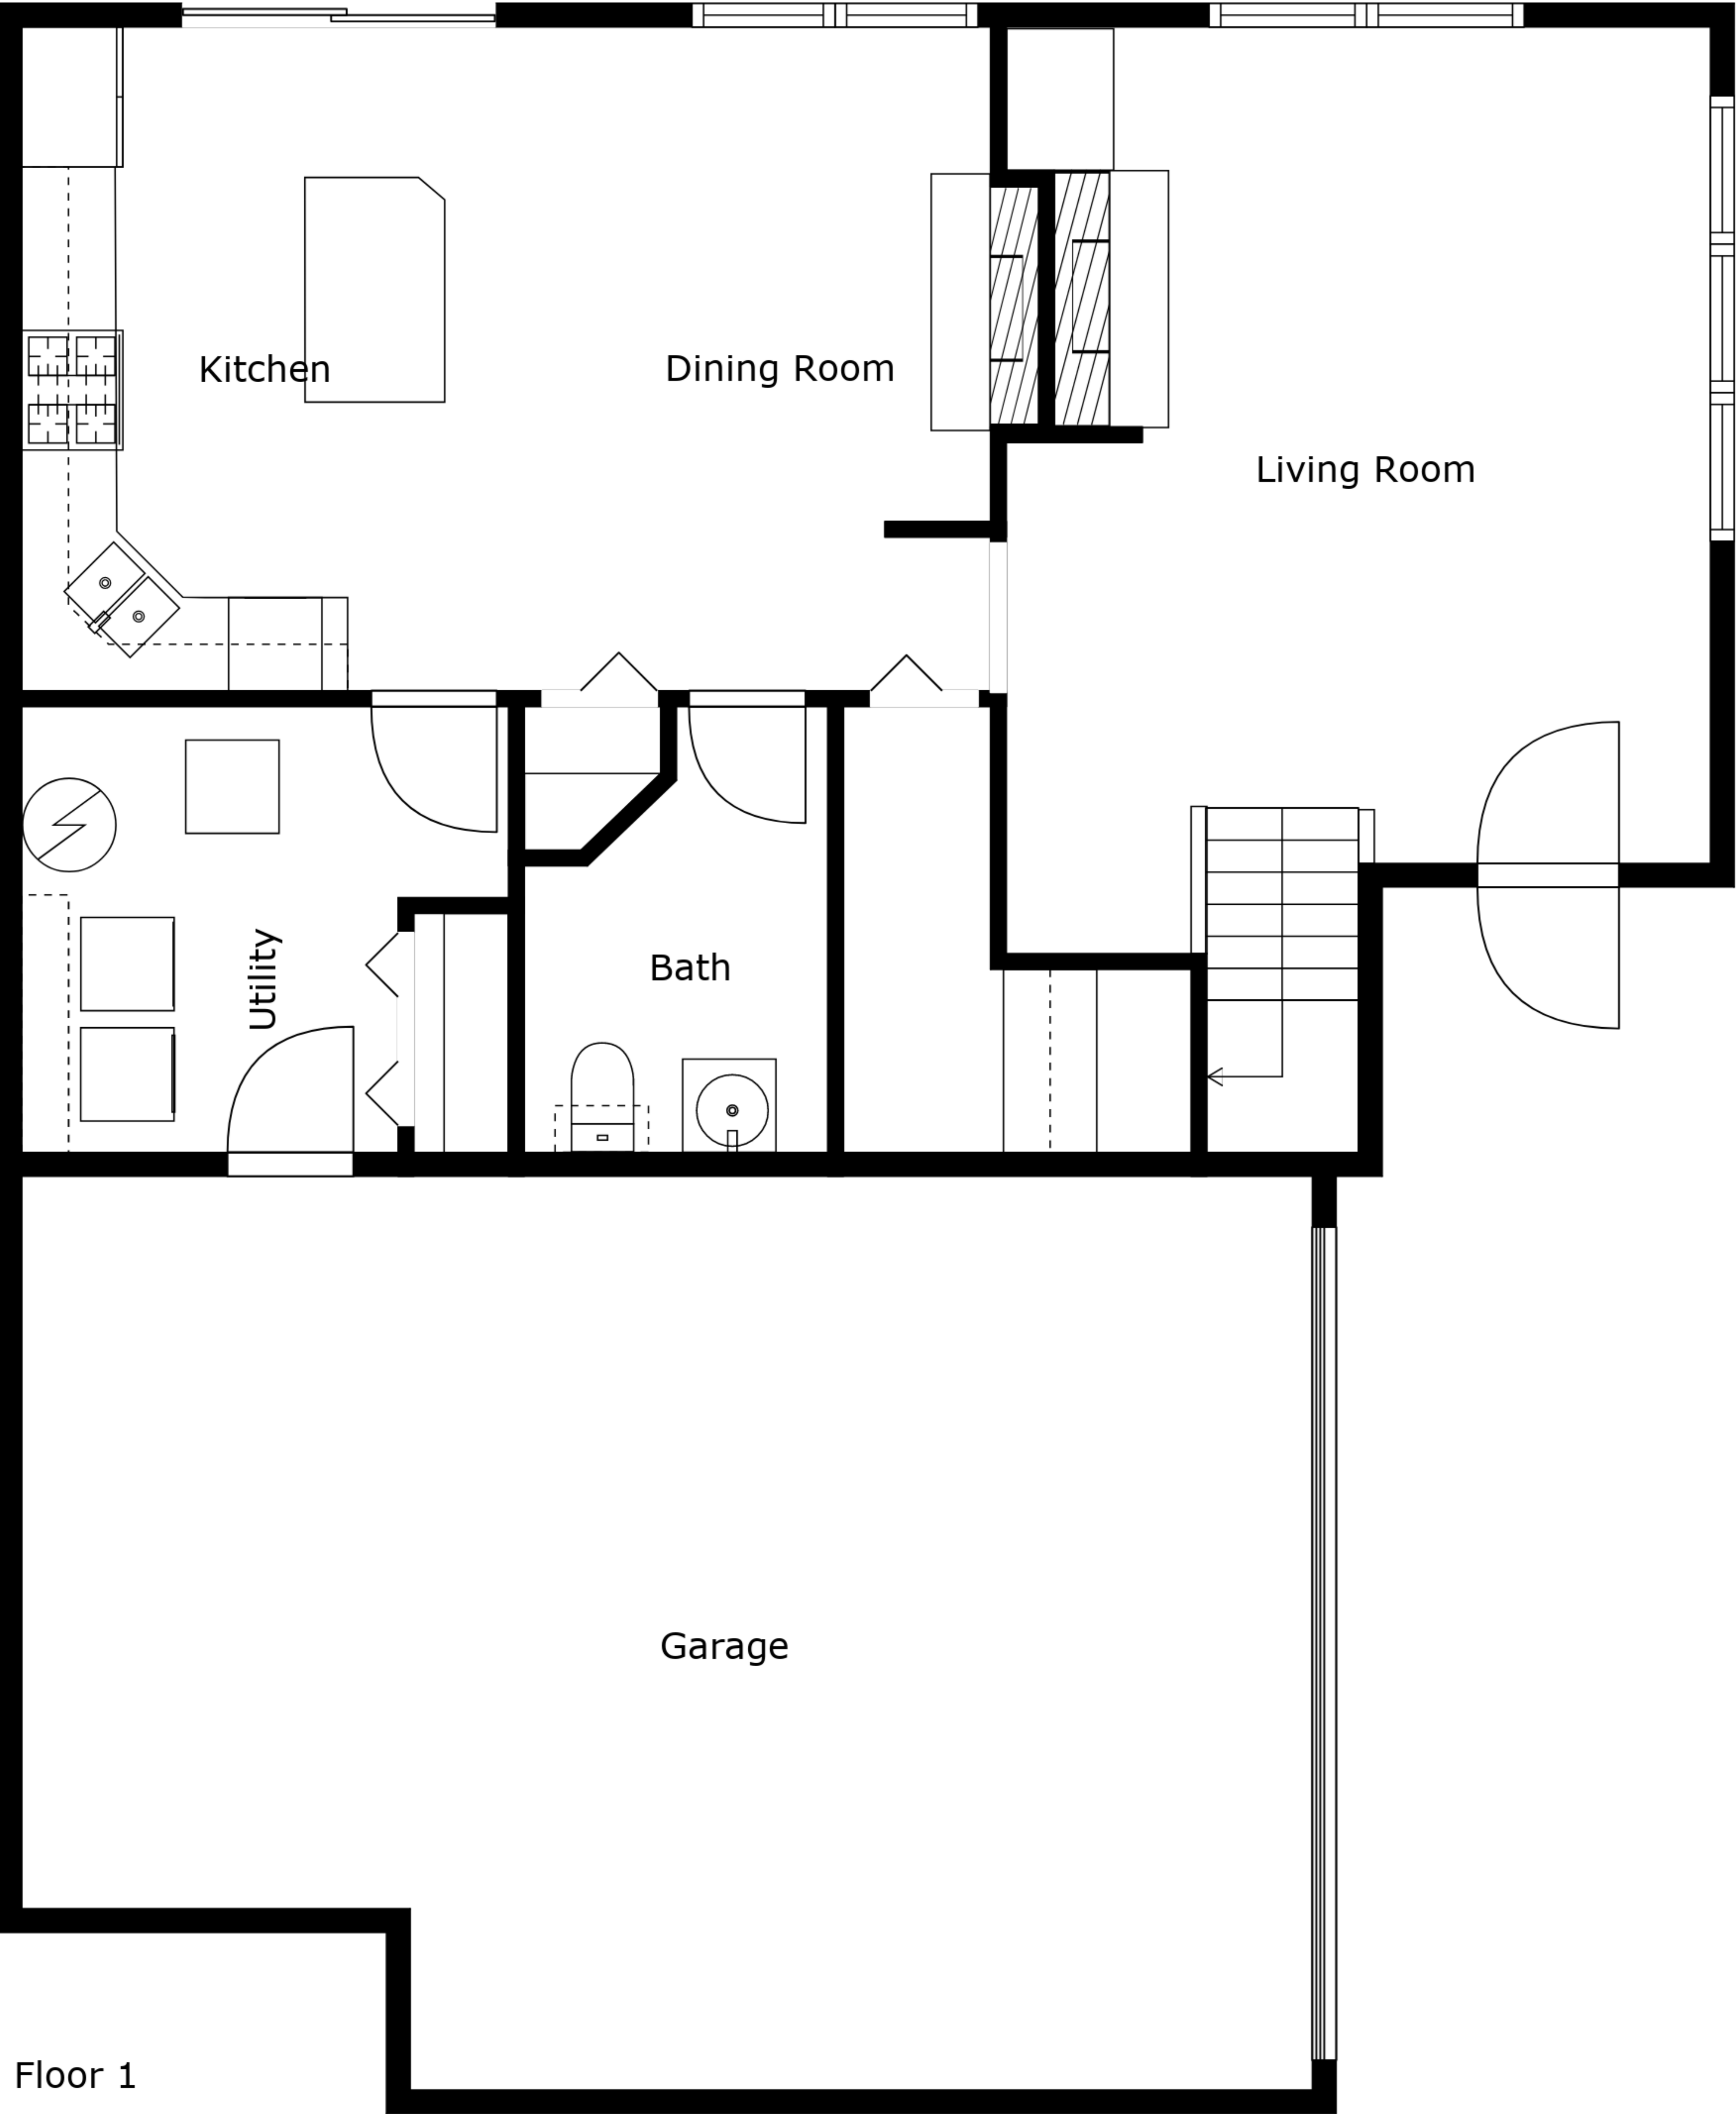 Kitchen
Dining Room
Living Room
Utility
Bath
Garage
Floor 1